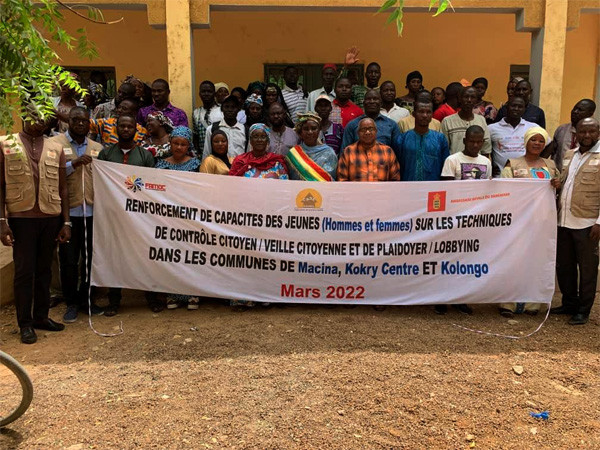 FAMOC
RENFORCEMENT DE CAPACITES DES JEUNES (Hommes et femmes) SUR LES TECHNIQUES
DE CONTRÔLE CITOYEN / VEILLE CITOYENNE ET DE PLAIDOYER / LOBBYING
DANS LES COMMUNES DE Macina, Kokry Centre ET Kolongo
Mars 2022